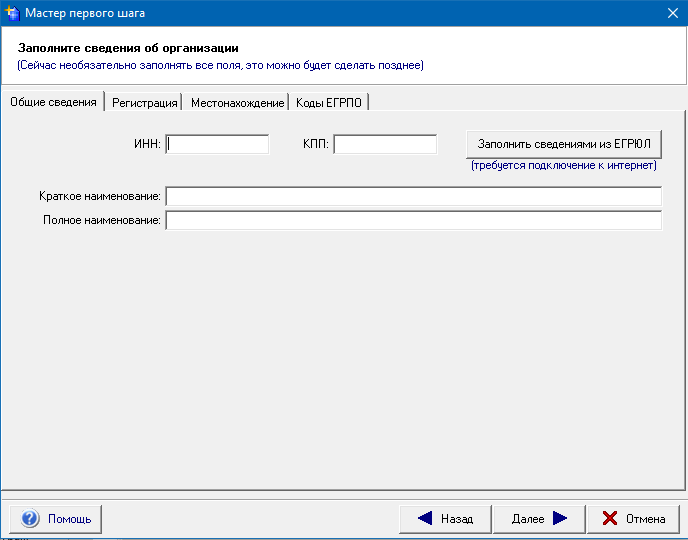 Мастер первого шага
Заполните сведения об организации
(Сейчас необязательно заполнять все поля, это можно будет сделать позднее)
Общие сведения Регистрация Местонахождение Коды ЕГРПО
ИНН: КПП: Заполнить сведениями из ЕГРЮЛ
(требуется подключение к интернет)
Краткое наименование:
Полное наименование:
Помощь Назад Далее Отмена